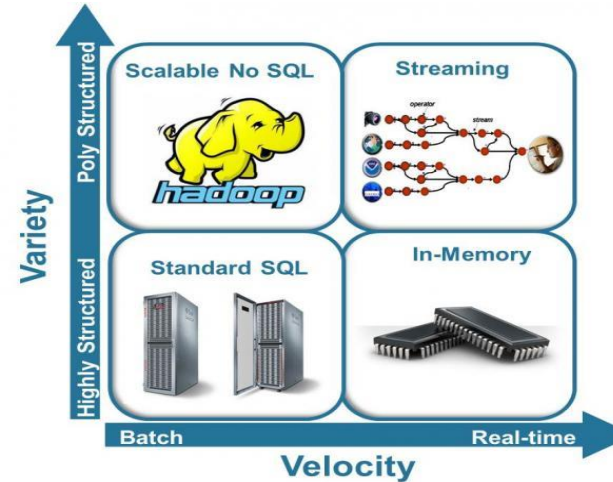 Scalable No SQL
Streaming
operator
stream
hadoop
Poly Structured
Variety
Standard SQL
In-Memory
Highly Structured
Batch
Real-time
Velocity